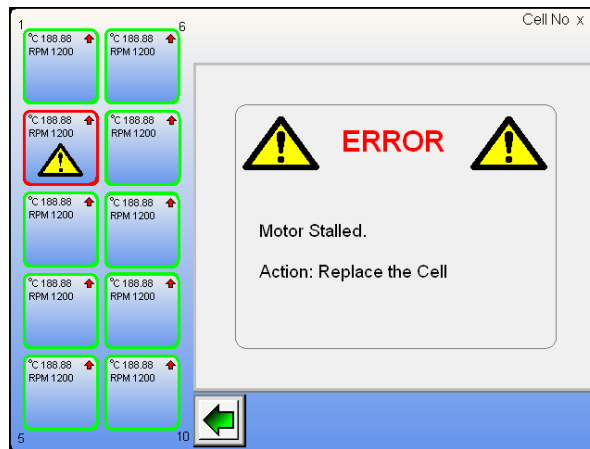 1
6
Cell No x
°C 188.88
RPM 1200
°C 188.88
RPM 1200
°C 188.88
RPM 1200
°C 188.88
RPM 1200
°C 188.88
RPM 1200
°C 188.88
RPM 1200
°C 188.88
RPM 1200
°C 188.88
RPM 1200
°C 188.88
RPM 1200
°C 188.88
RPM 1200
5
10
ERROR
Motor Stalled.
Action: Replace the Cell